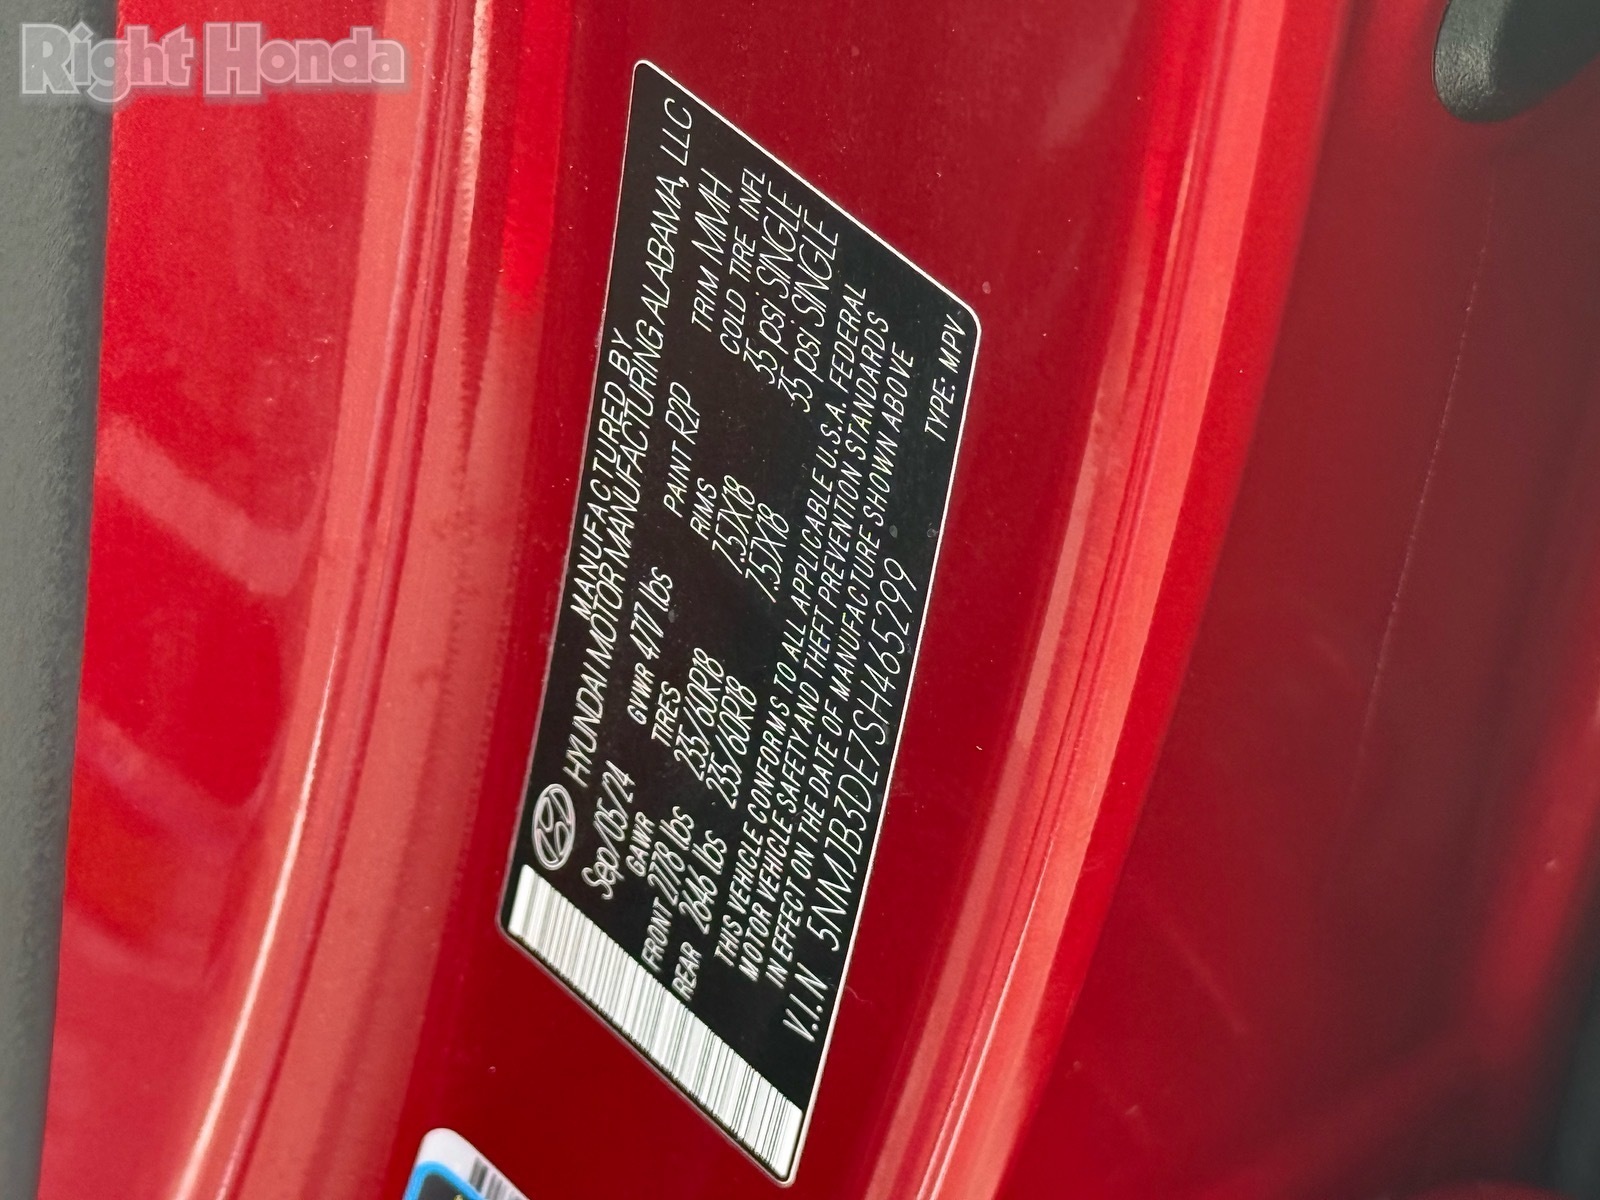 Right Honda
MANUFACTURED BY
HYUNDAI MOTOR MANUFACTURING ALABAMA, LLC
Sep/05/24 GVWR 4717 lbs PAINT R2P TRIM MMH
GAWR TIRES RIMS COLD TIRE INFL
FRONT 2778 lbs 235/60R18 7.5JX18 35 psi SINGLE
REAR 2646 lbs 235/60R18 7.5JX18 35 psi SINGLE
THIS VEHICLE CONFORMS TO ALL APPLICABLE U.S.A. FEDERAL
MOTOR VEHICLE SAFETY AND THEFT PREVENTION STANDARDS
IN EFFECT ON THE DATE OF MANUFACTURE SHOWN ABOVE
V.I.N 5NMJB3DE7SH465299 TYPE: MPV